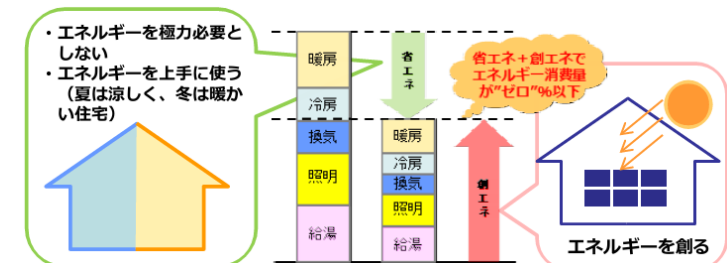 ・エネルギーを極力必要と
しない
・エネルギーを上手に使う
（夏は涼しく、冬は暖か
い住宅）
暖房
冷房
換気
照明
給湯
省エネ
暖房
冷房
換気
照明
給湯
創エネ
省エネ＋創エネで
エネルギー消費量
が"ゼロ"%以下
エネルギーを創る